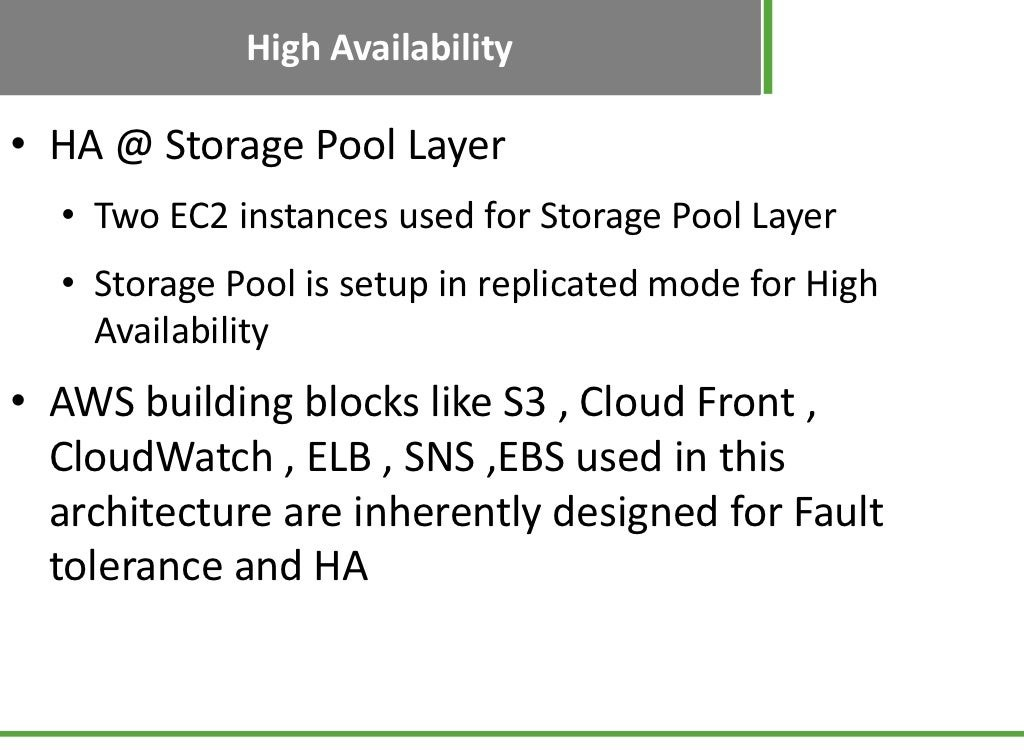 High Availability
• HA @ Storage Pool Layer
• Two EC2 instances used for Storage Pool Layer
• Storage Pool is setup in replicated mode for High
Availability
• AWS building blocks like S3 , Cloud Front ,
CloudWatch , ELB , SNS ,EBS used in this
architecture are inherently designed for Fault
tolerance and HA